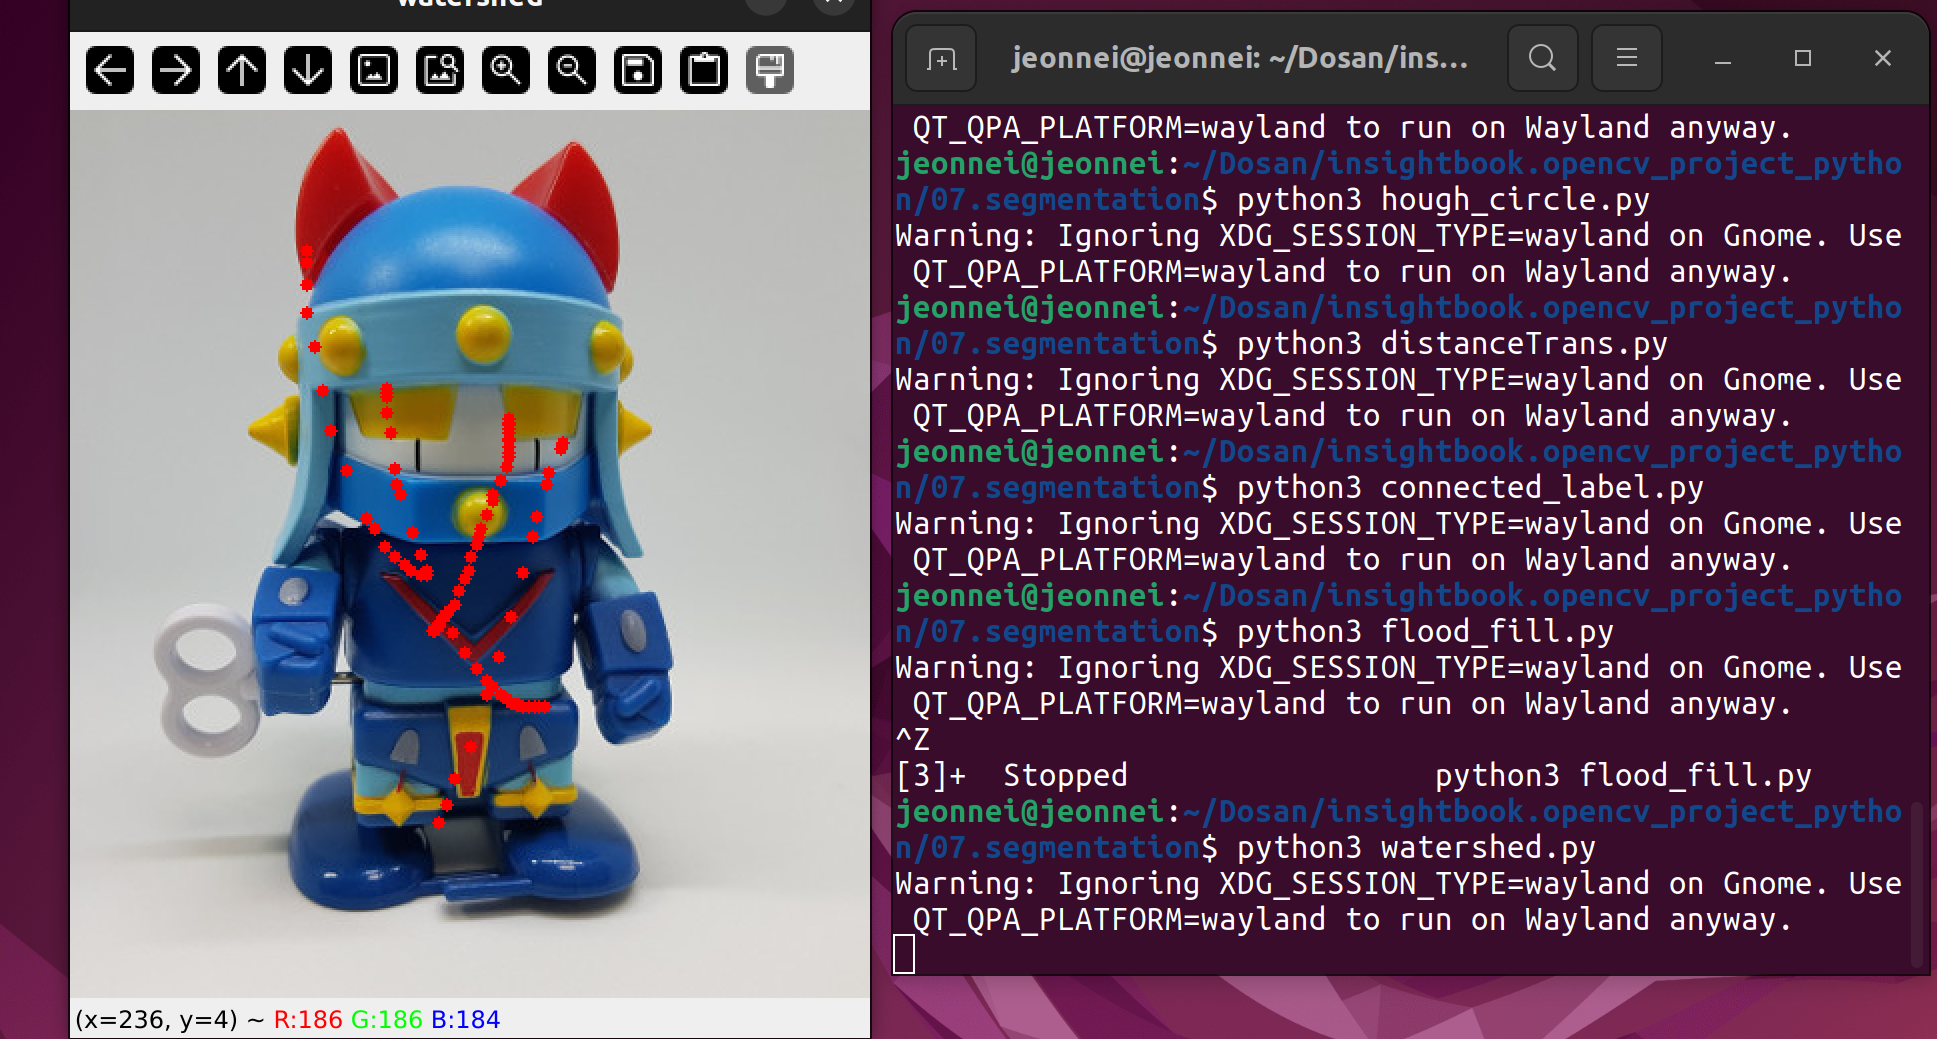 watershed
(x=236, y=4) ~ R:186 G:186 B:184
jeonnei@jeonnei: ~/Dosan/ins...
QT_QPA_PLATFORM=wayland to run on Wayland anyway.
jeonnei@jeonnei:~/Dosan/insightbook.opencv_project_pytho
n/07.segmentation$ python3 hough_circle.py
Warning: Ignoring XDG_SESSION_TYPE=wayland on Gnome. Use
QT_QPA_PLATFORM=wayland to run on Wayland anyway.
jeonnei@jeonnei:~/Dosan/insightbook.opencv_project_pytho
n/07.segmentation$ python3 distanceTrans.py
Warning: Ignoring XDG_SESSION_TYPE=wayland on Gnome. Use
QT_QPA_PLATFORM=wayland to run on Wayland anyway.
jeonnei@jeonnei:~/Dosan/insightbook.opencv_project_pytho
n/07.segmentation$ python3 connected_label.py
Warning: Ignoring XDG_SESSION_TYPE=wayland on Gnome. Use
QT_QPA_PLATFORM=wayland to run on Wayland anyway.
jeonnei@jeonnei:~/Dosan/insightbook.opencv_project_pytho
n/07.segmentation$ python3 flood_fill.py
Warning: Ignoring XDG_SESSION_TYPE=wayland on Gnome. Use
QT_QPA_PLATFORM=wayland to run on Wayland anyway.
^Z
[3]+  Stopped                 python3 flood_fill.py
jeonnei@jeonnei:~/Dosan/insightbook.opencv_project_pytho
n/07.segmentation$ python3 watershed.py
Warning: Ignoring XDG_SESSION_TYPE=wayland on Gnome. Use
QT_QPA_PLATFORM=wayland to run on Wayland anyway.